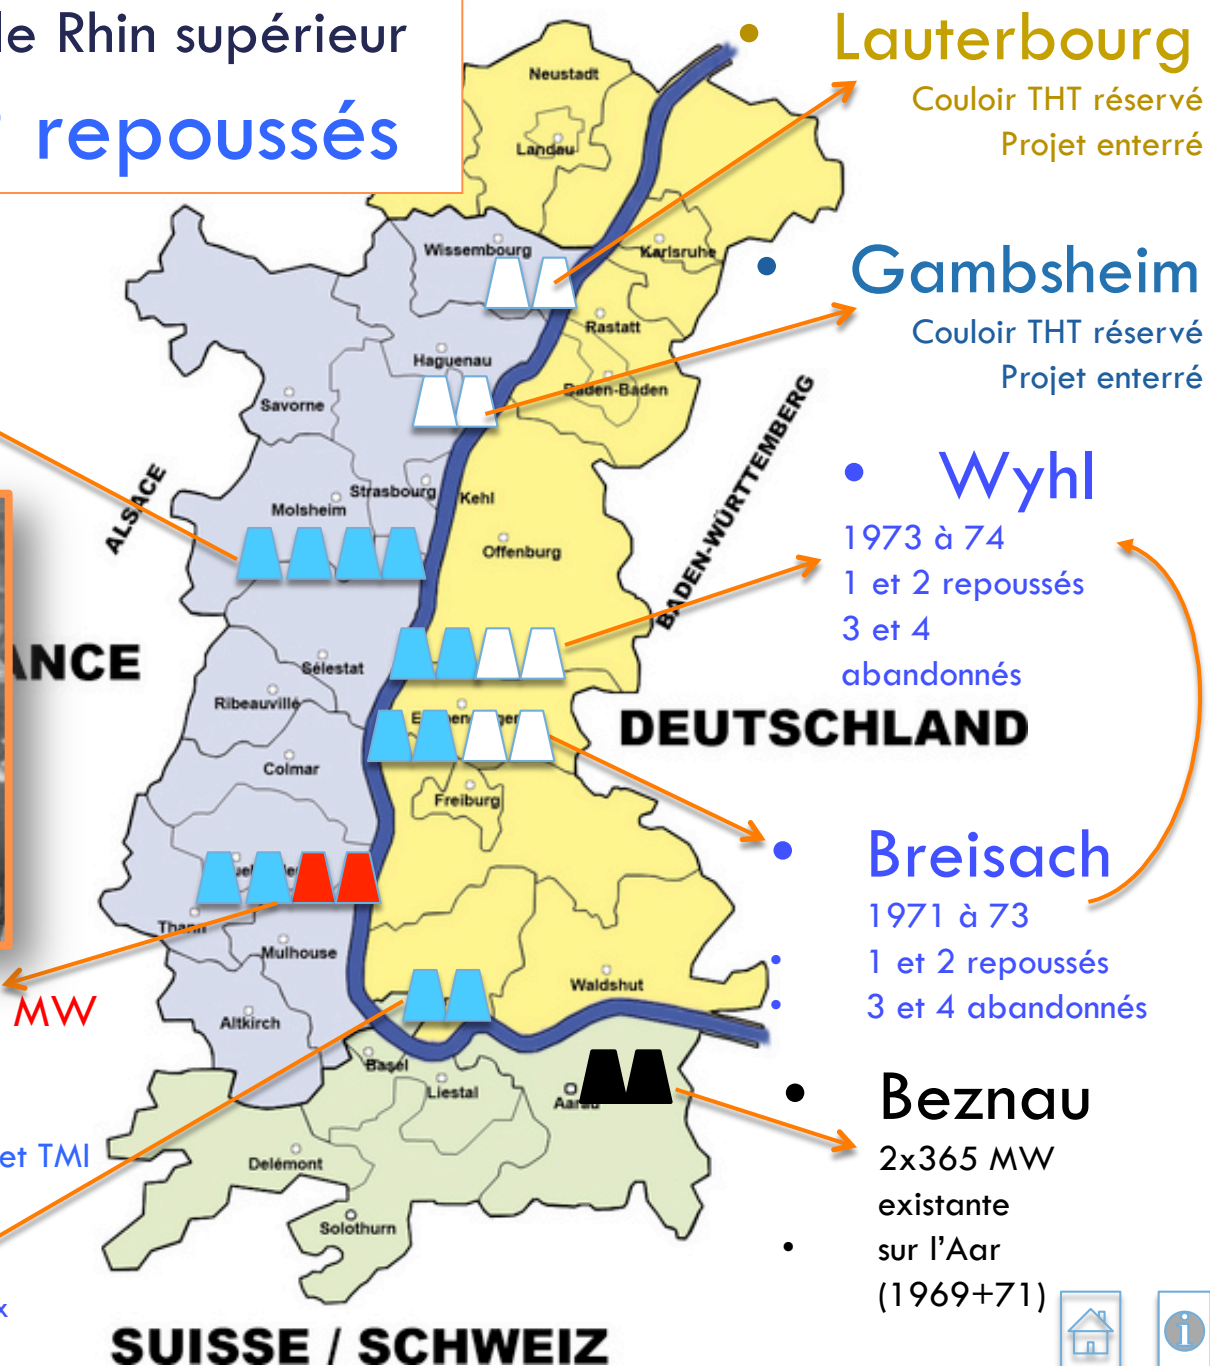 le Rhin supérieur
repoussés
Lauterbourg
Couloir THT réservé
Projet enterré
Gambsheim
Couloir THT réservé
Projet enterré
Wyhl
1973 à 74
1 et 2 repoussés
3 et 4
abandonnés
Breisach
1971 à 73
1 et 2 repoussés
3 et 4 abandonnés
Beznau
2x365 MW
existante
sur l'Aar
(1969+71)
Neustadt
Landau
Wissembourg
Karlsruhe
Rastatt
Haguenau
Baden-Baden
Savorne
ALSACE
BADEN-WÜRTTEMBERG
Strasbourg
Kehl
Molsheim
Offenburg
ANCE
Sélestat
Ribeauvillé
DEUTSCHLAND
Colmar
Freiburg
Thann
Mulhouse
Waldshut
MW
Altkirch
Basel
Liestal
Aarau
et TMI
Delémont
Solothurn
x
SUISSE / SCHWEIZ